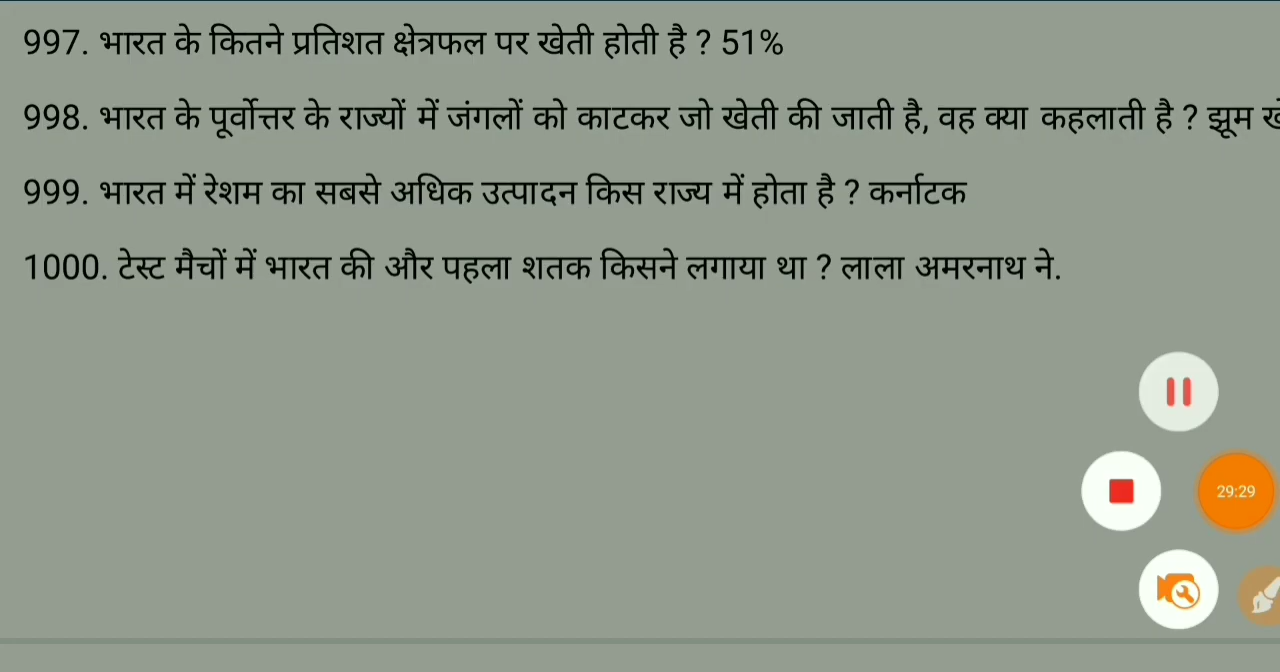 997. भारत के कितने प्रतिशत क्षेत्रफल पर खेती होती है ? 51%
998. भारत के पूर्वोत्तर के राज्यों में जंगलों को काटकर जो खेती की जाती है, वह क्या कहलाती है ? झूम
999. भारत में रेशम का सबसे अधिक उत्पादन किस राज्य में होता है ? कर्नाटक
1000. टेस्ट मैचों में भारत की और पहला शतक किसने लगाया था ? लाला अमरनाथ ने.
29:29